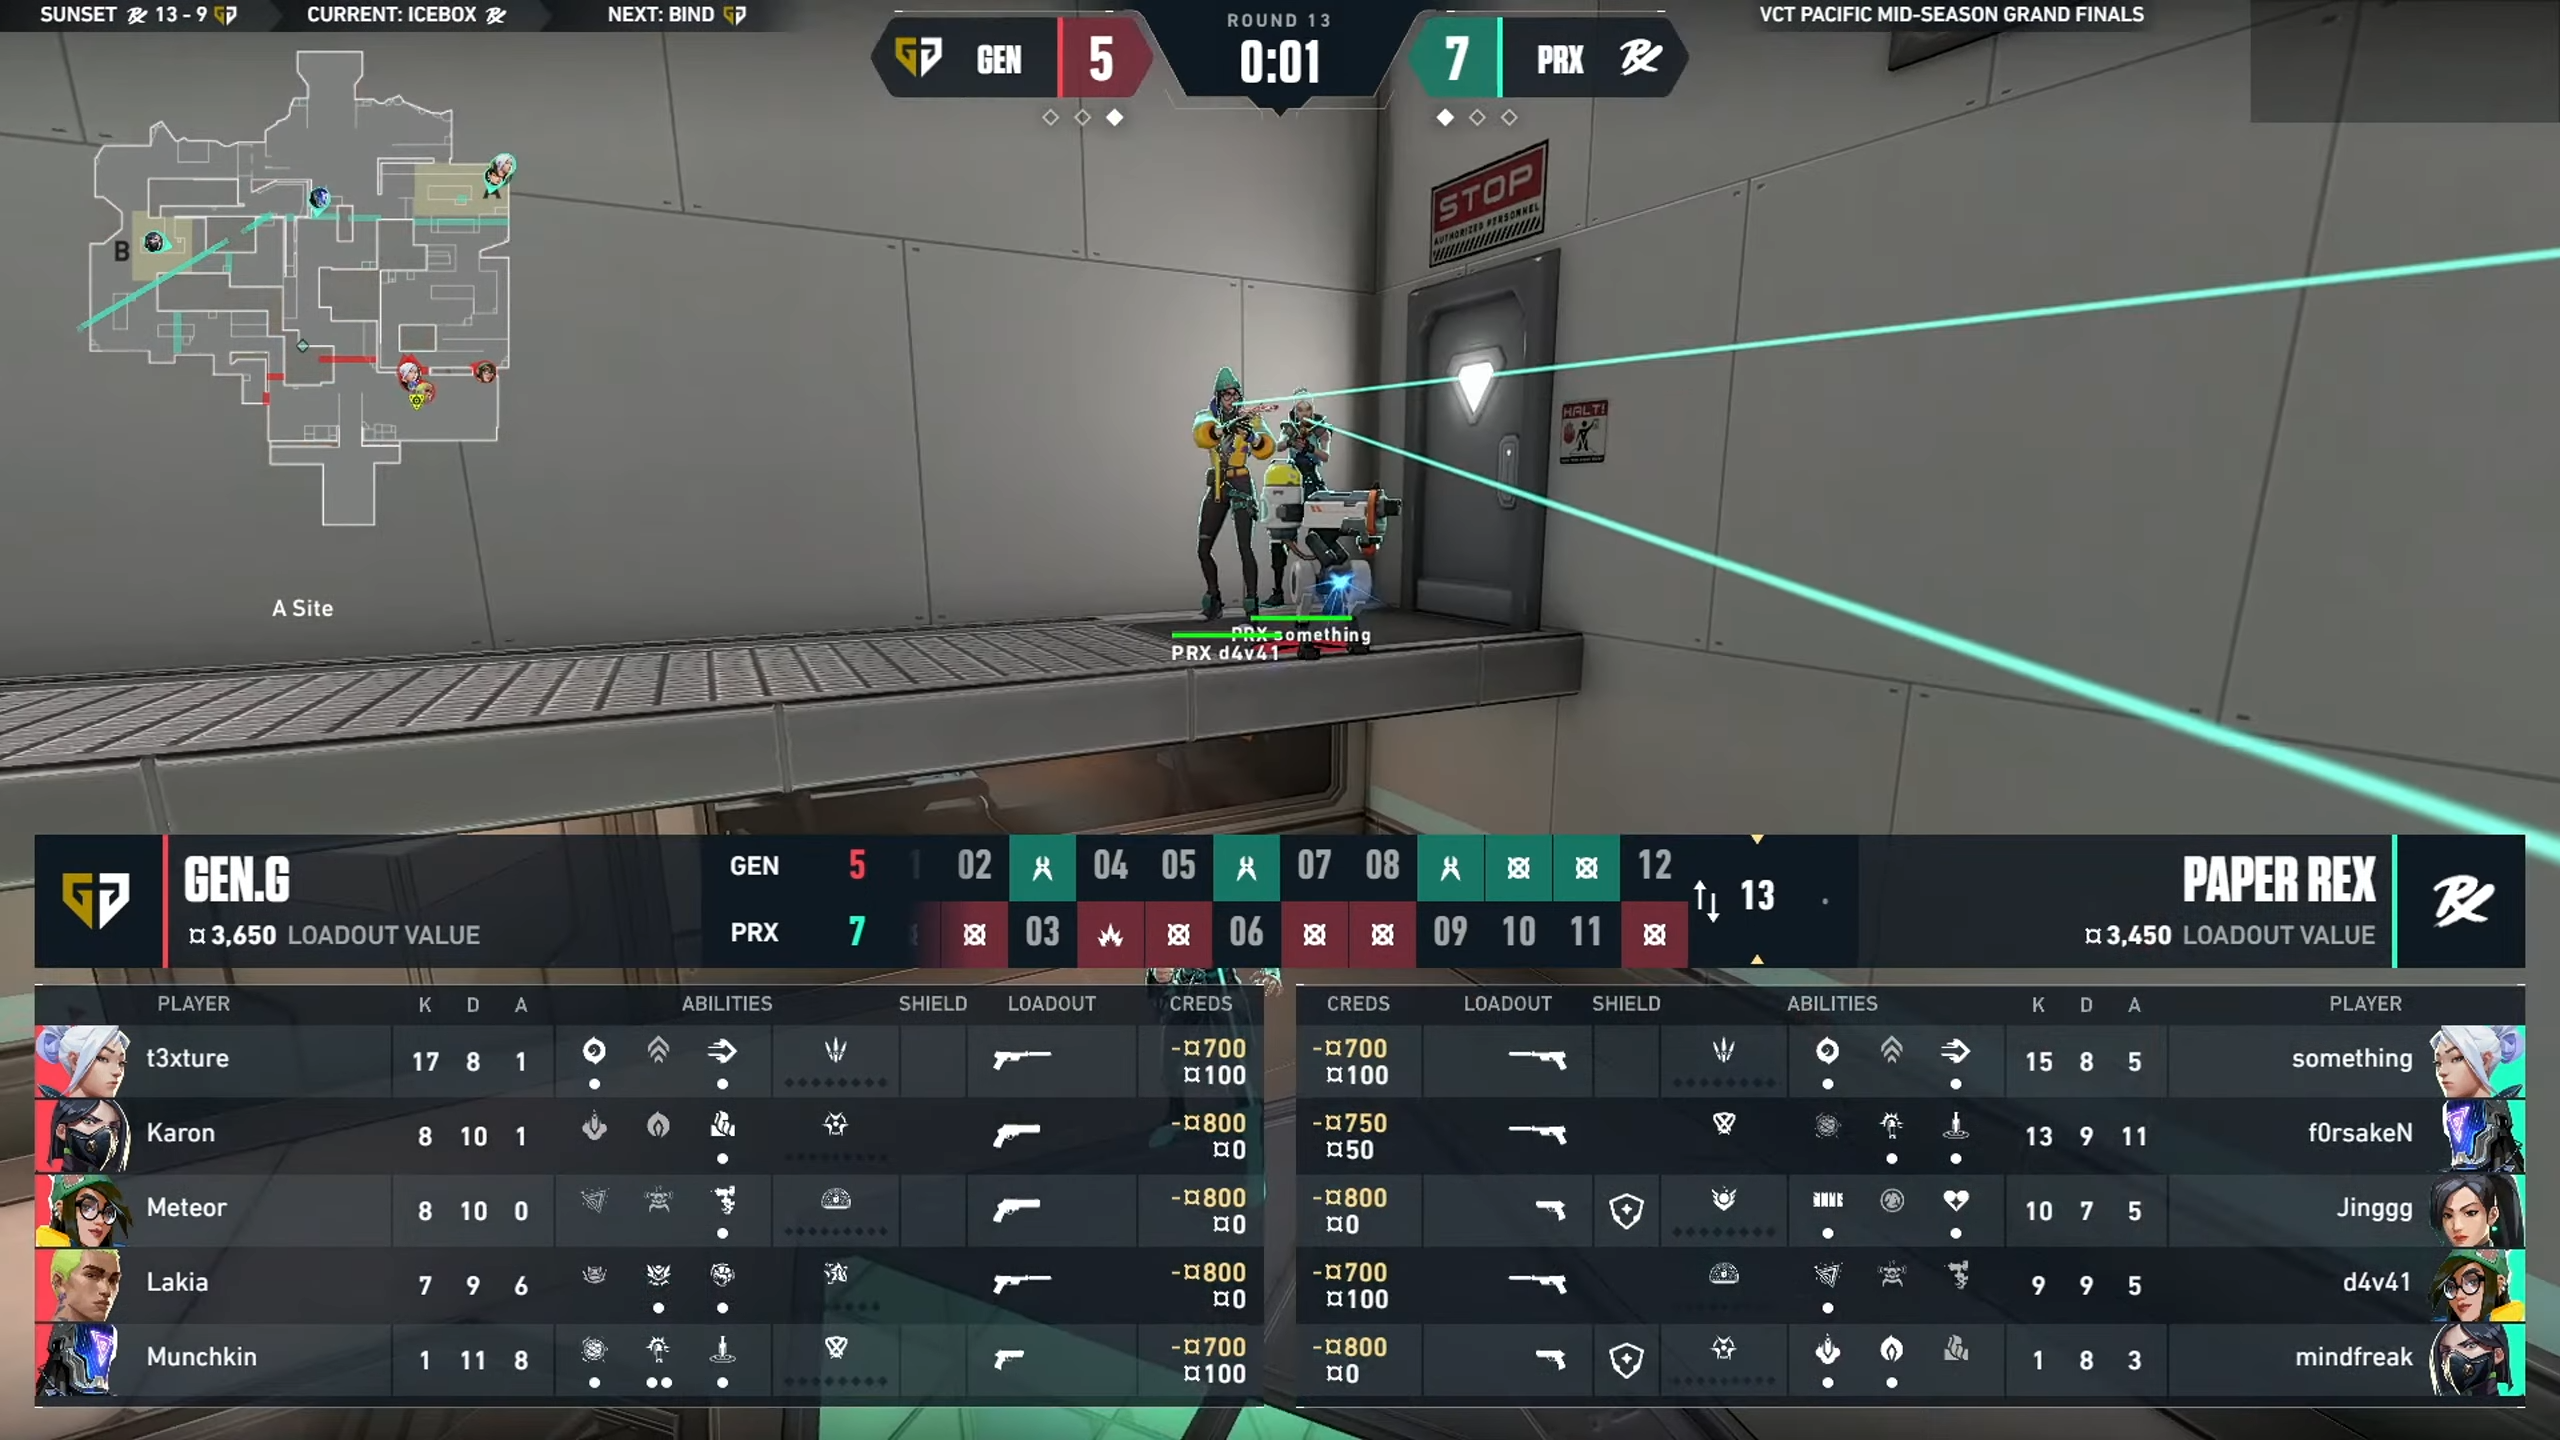 SUNSET 13 - 9
CURRENT: ICEBOX
NEXT: BIND
VCT PACIFIC MID-SEASON GRAND FINALS
GEN 5
ROUND 13
0:01
7 PRX
STOP
AUTHORIZED PERSONNEL
HALT!
A
B
A Site
PRX something
PRX d4v41
GEN.G
¤ 3,650 LOADOUT VALUE
GEN 5 1 02 04 05 07 08 12
PRX 7 03 06 09 10 11
13
PAPER REX
¤ 3,450 LOADOUT VALUE
PLAYER K D A ABILITIES SHIELD LOADOUT CREDS
t3xture 17 8 1 -¤700
¤100
Karon 8 10 1 -¤800
¤0
Meteor 8 10 0 -¤800
¤0
Lakia 7 9 6 -¤800
¤0
Munchkin 1 11 8 -¤700
¤100
CREDS LOADOUT SHIELD ABILITIES K D A PLAYER
-¤700 15 8 5 something
¤100
-¤750 13 9 11 f0rsakeN
¤50
-¤800 10 7 5 Jinggg
¤0
-¤700 9 9 5 d4v41
¤100
-¤800 1 8 3 mindfreak
¤0